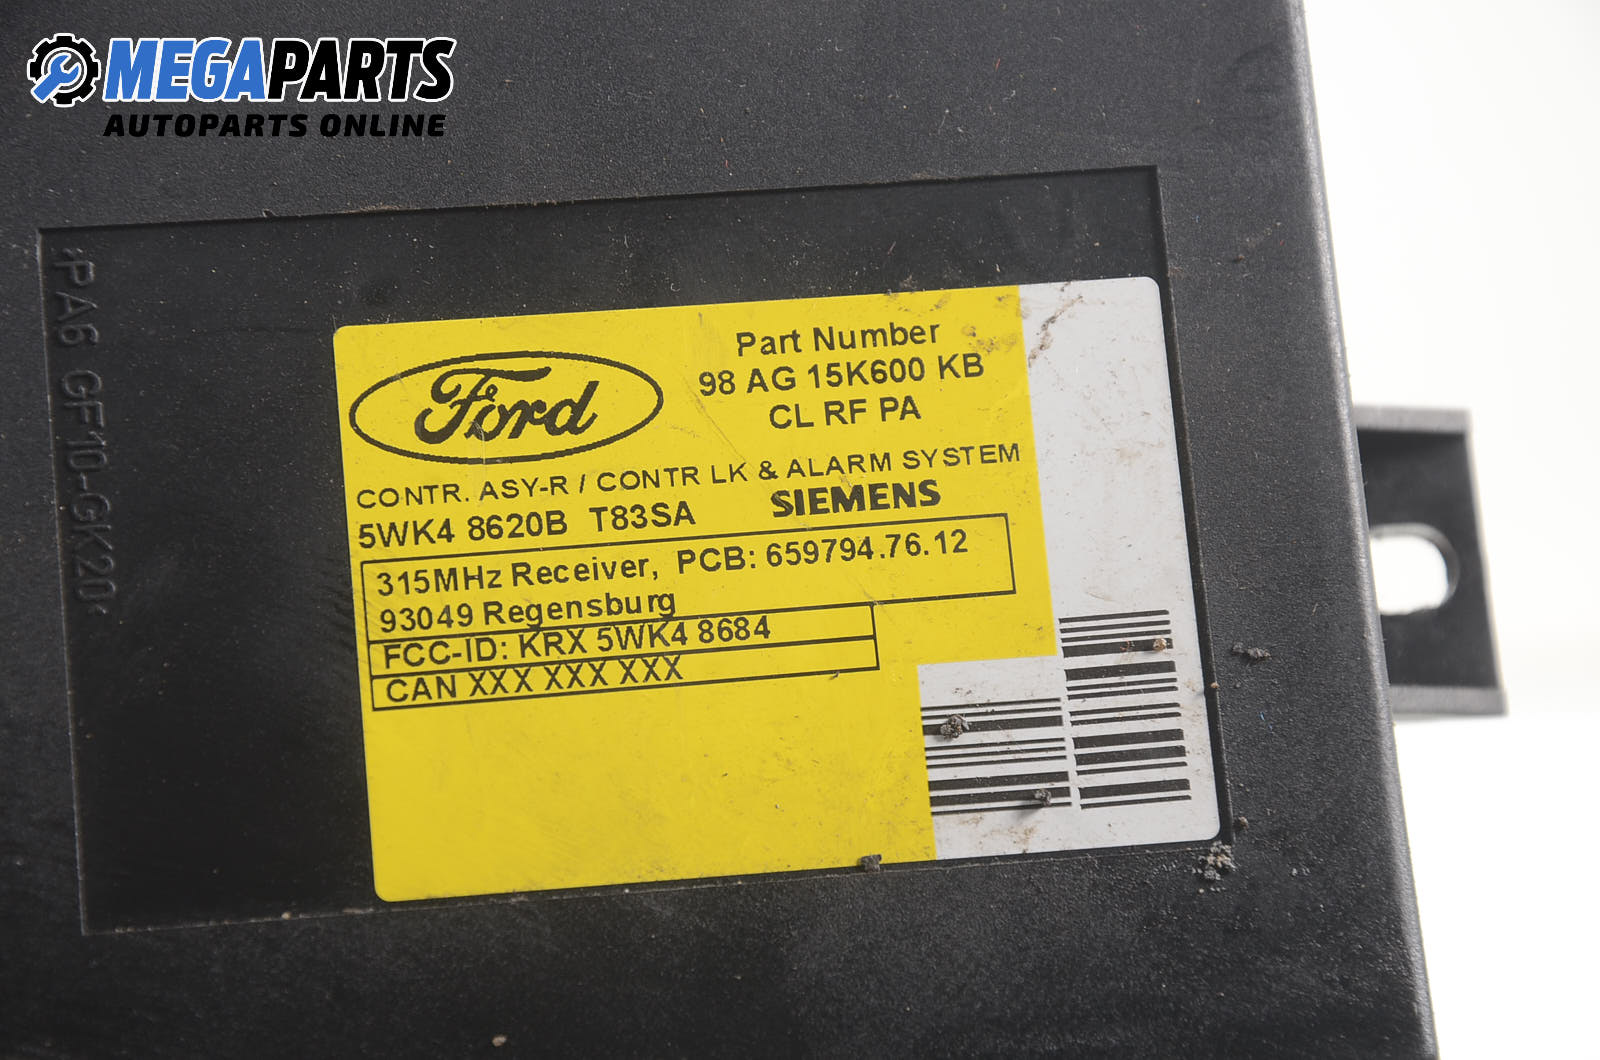 MEGAPARTS
AUTOPARTS ONLINE
>PA6 GF10-GK20<
Ford
Part Number
98 AG 15K600 KB
CL RF PA
CONTR. ASY-R / CONTR LK & ALARM SYSTEM
5WK4 8620B T83SA SIEMENS
315MHz Receiver, PCB: 659794.76.12
93049 Regensburg
FCC-ID: KRX 5WK4 8684
CAN XXX XXX XXX